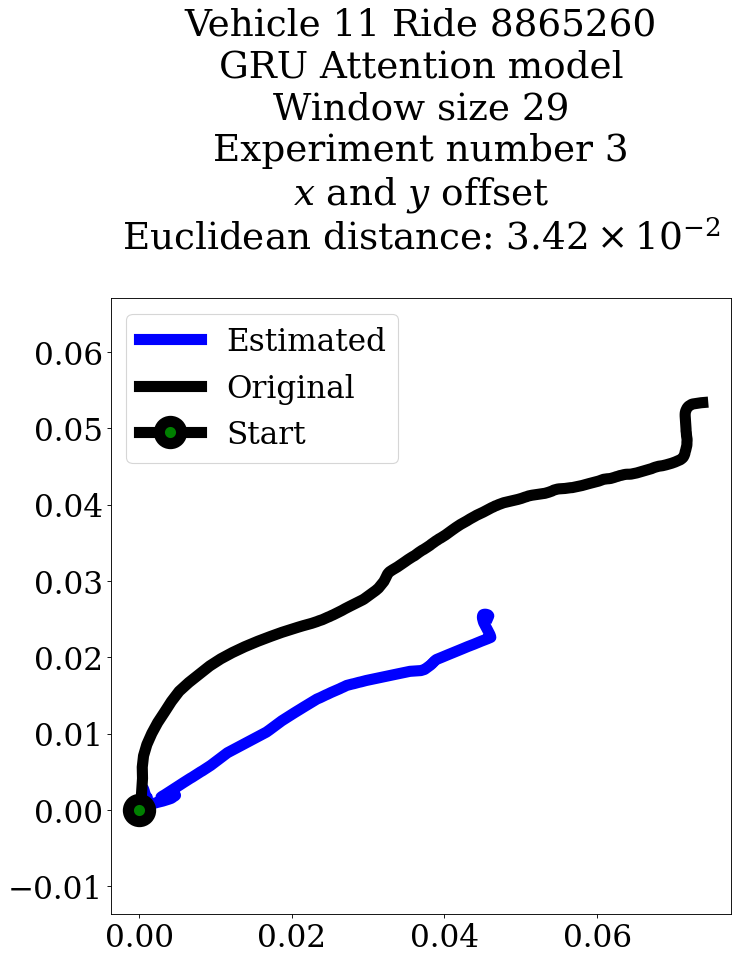 Vehicle 11 Ride 8865260
GRU Attention model
Window size 29
Experiment number 3
x and y offset
Euclidean distance: 3.42 × 10⁻²
Estimated
Original
Start
0.06
0.05
0.04
0.03
0.02
0.01
0.00
−0.01
0.00 0.02 0.04 0.06